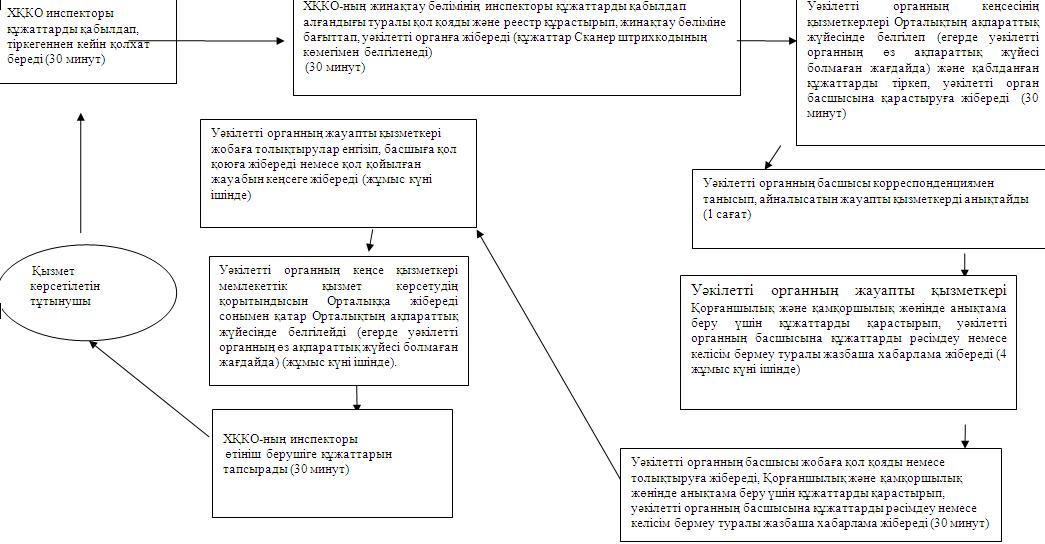 ХҚКО инспекторы
құжаттарды қабылдап,
тіркегеннен кейін қолхат
береді (30 минут)
ХҚКО-ның жинақтау бөлімінің инспекторы құжаттарды қабылдап
алғандығы туралы қол қояды және реестр құрастырып, жинақтау бөліміне
бағыттап, уәкілетті органға жібереді (құжаттар Сканер штрихкодының
көмегімен белгіленеді)
(30 минут)
Уәкілетті органның кеңсесінің
қызметкерлері Орталықтың ақпараттық
жүйесінде белгілеп (егерде уәкілетті
органның өз ақпараттық жүйесі
болмаған жағдайда) және қаблданған
құжаттарды тіркеп, уәкілетті орган
басшысына қарастыруға жібереді (30
минут)
Уәкілетті органның басшысы корреспонденциямен
танысып, айналысатын жауапты қызметкерді анықтайды
(1 сағат)
Уәкілетті органның жауапты қызметкері
Қорғаншылық және қамқоршылық жөнінде анықтама
беру үшін құжаттарды қарастырып, уәкілетті
органның басшысына құжаттарды рәсімдеу немесе
келісім бермеу туралы жазбаша хабарлама жібереді (4
жұмыс күні ішінде)
Уәкілетті органның басшысы жобаға қол қояды немесе
толықтыруға жібереді, Қорғаншылық және қамқоршылық
жөнінде анықтама беру үшін құжаттарды қарастырып,
уәкілетті органның басшысына құжаттарды рәсімдеу немесе
келісім бермеу туралы жазбаша хабарлама жібереді (30 минут)
Уәкілетті органның жауапты қызметкері
жобаға толықтырулар енгізіп, басшыға қол
қоюға жібереді немесе қол қойылған
жауабын кеңсеге жібереді (жұмыс күні
ішінде)
Уәкілетті органның кеңсе қызметкері
мемлекеттік қызмет көрсетудің
қорытындысын Орталыққа жібереді
сонымен қатар Орталықтың ақпараттық
жүйесінде белгілейді (егерде уәкілетті
органның өз ақпараттық жүйесі болмаған
жағдайда) (жұмыс күні ішінде).
ХҚКО-ның инспекторы
өтініш берушіге құжаттарын
тапсырады (30 минут)
Қызмет
көрсетілетін
тұтынушы